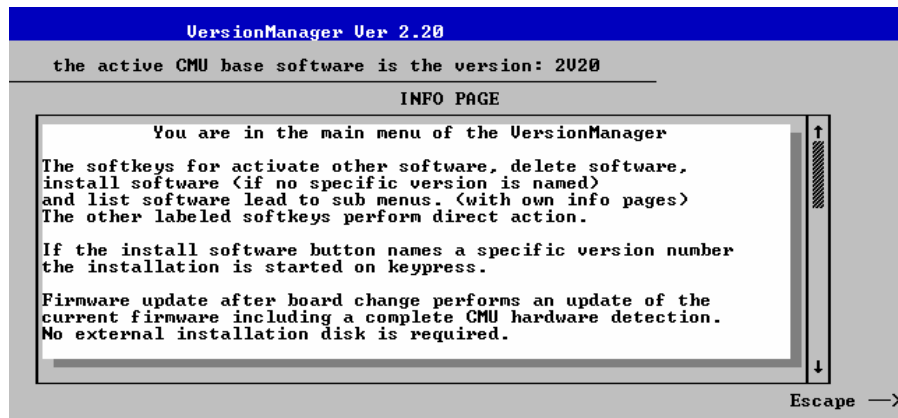 VersionManager Ver 2.20
the active CMU base software is the version: 2V20
INFO PAGE
You are in the main menu of the VersionManager
The softkeys for activate other software, delete software,
install software (if no specific version is named)
and list software lead to sub menus. (with own info pages)
The other labeled softkeys perform direct action.
If the install software button names a specific version number
the installation is started on keypress.
Firmware update after board change performs an update of the
current firmware including a complete CMU hardware detection.
No external installation disk is required.
Escape